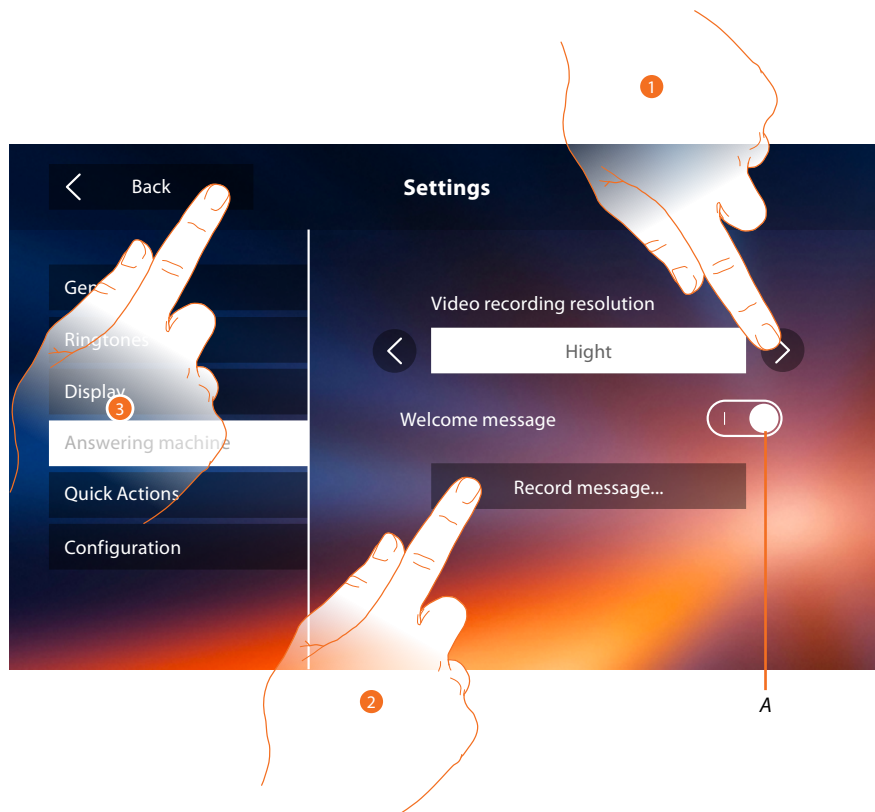 1
Back
Settings
Ringtones
Display
3
Answering machine
Quick Actions
Configuration
Video recording resolution
Hight
Welcome message
Record message...
2
A